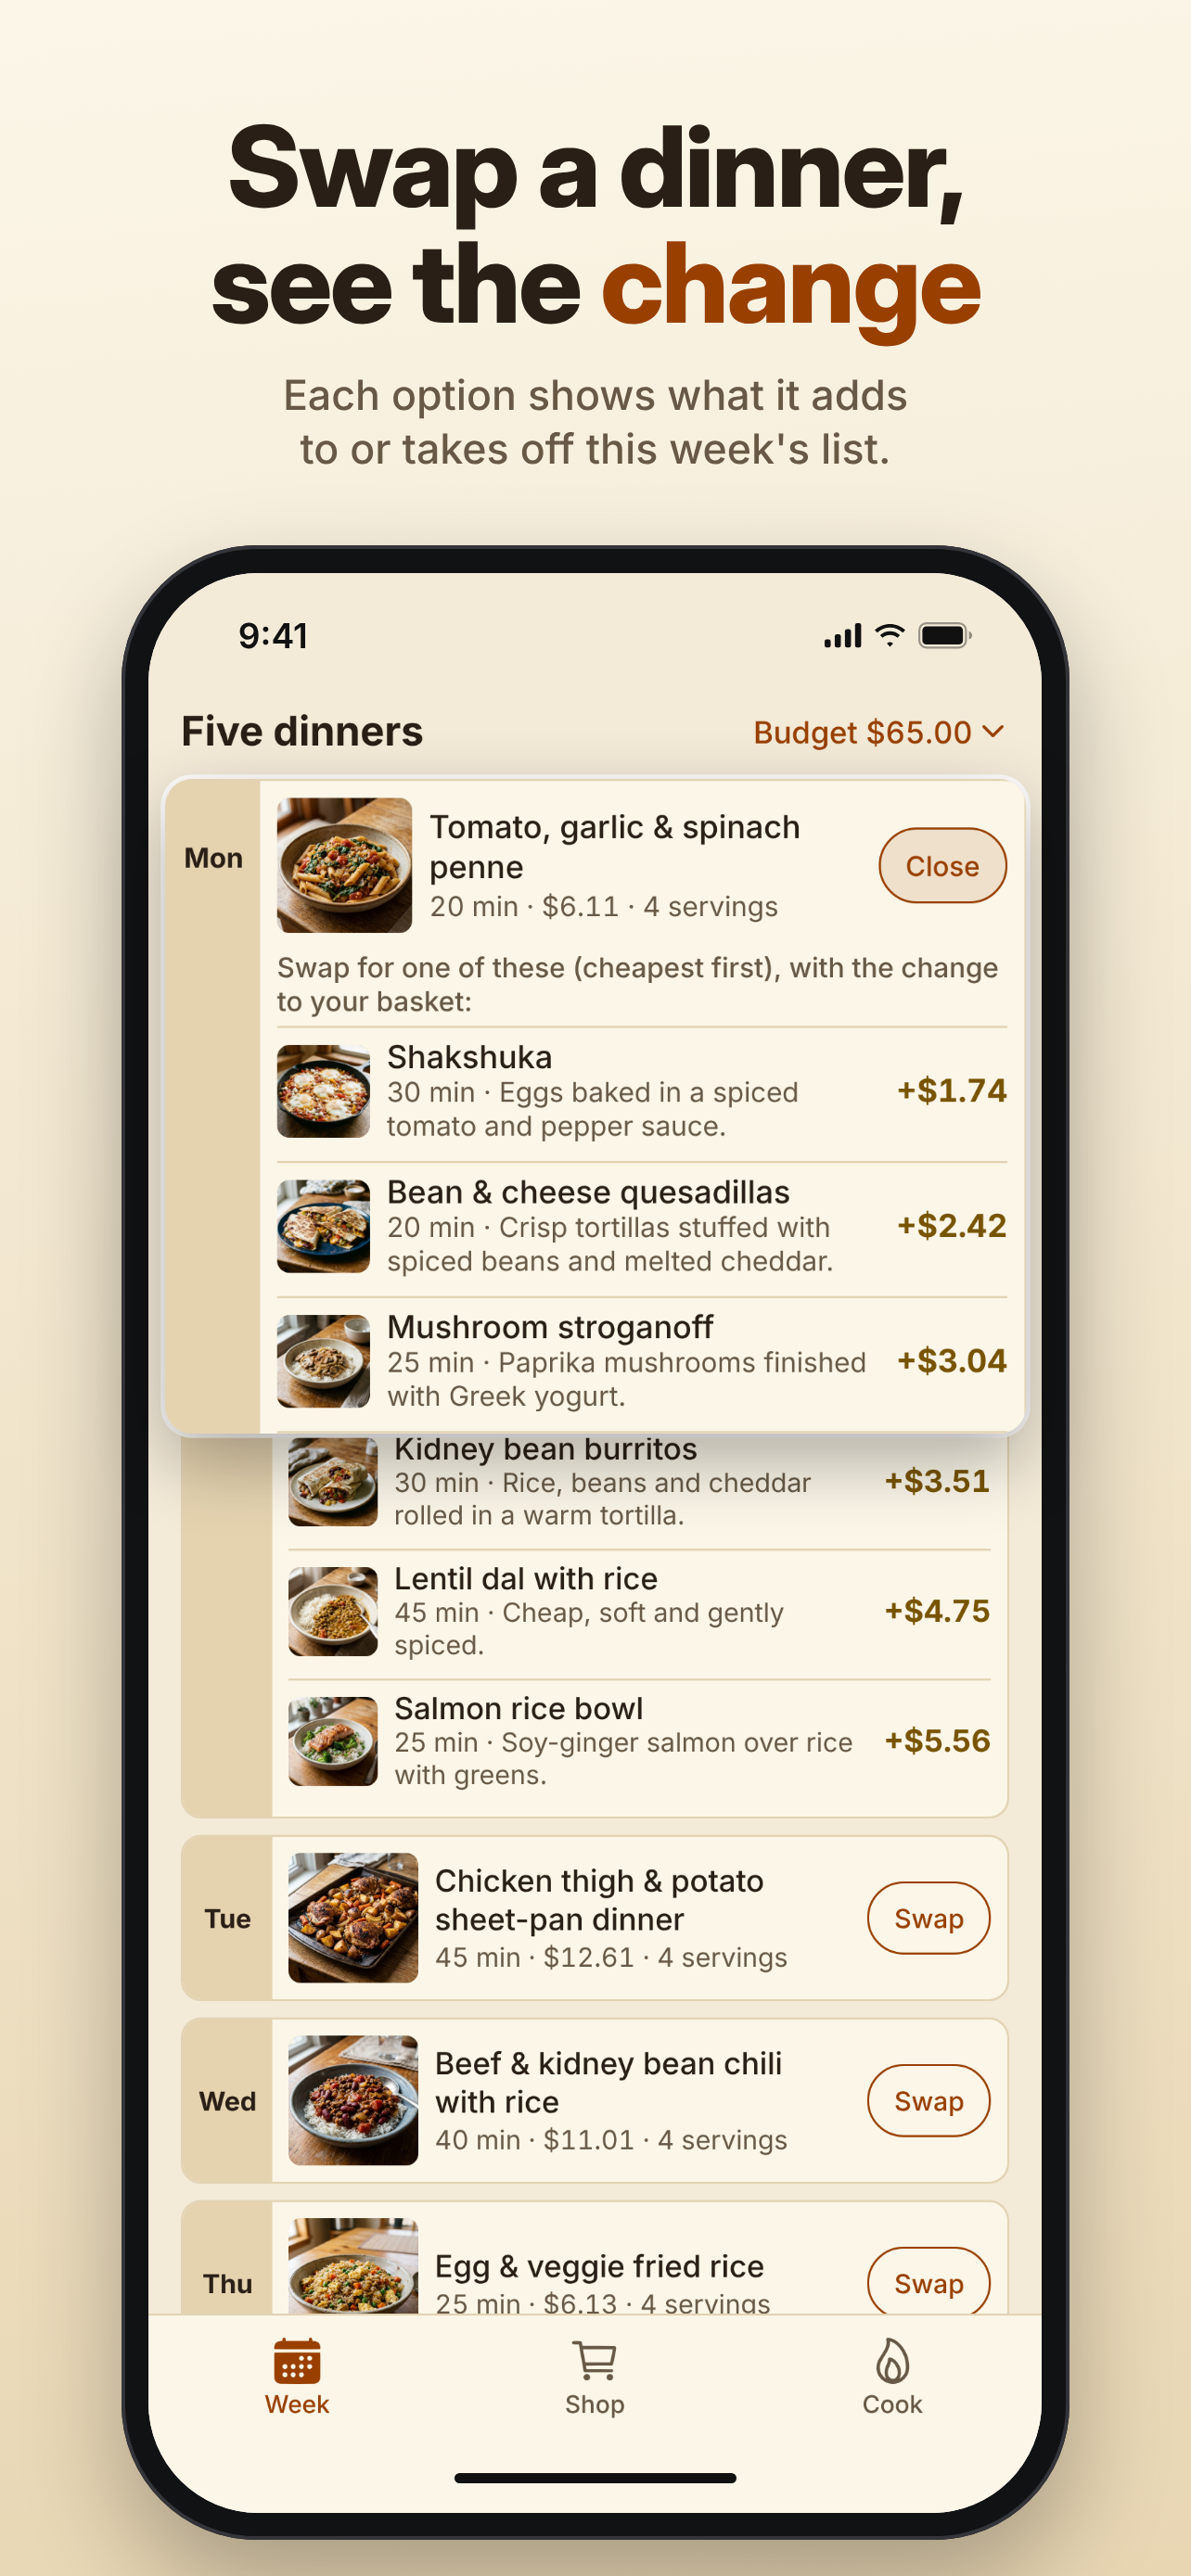 Swap a dinner,
see the change
Each option shows what it adds
to or takes off this week's list.
9:41
Five dinners
Budget $65.00
Mon
Tomato, garlic & spinach
penne
20 min · $6.11 · 4 servings
Close
Swap for one of these (cheapest first), with the change
to your basket:
Shakshuka
30 min · Eggs baked in a spiced
tomato and pepper sauce.
+$1.74
Bean & cheese quesadillas
20 min · Crisp tortillas stuffed with
spiced beans and melted cheddar.
+$2.42
Mushroom stroganoff
25 min · Paprika mushrooms finished
with Greek yogurt.
+$3.04
Kidney bean burritos
30 min · Rice, beans and cheddar
rolled in a warm tortilla.
+$3.51
Lentil dal with rice
45 min · Cheap, soft and gently
spiced.
+$4.75
Salmon rice bowl
25 min · Soy-ginger salmon over rice
with greens.
+$5.56
Tue
Chicken thigh & potato
sheet-pan dinner
45 min · $12.61 · 4 servings
Swap
Wed
Beef & kidney bean chili
with rice
40 min · $11.01 · 4 servings
Swap
Thu
Egg & veggie fried rice
25 min · $6.13 · 4 servings
Swap
Week
Shop
Cook